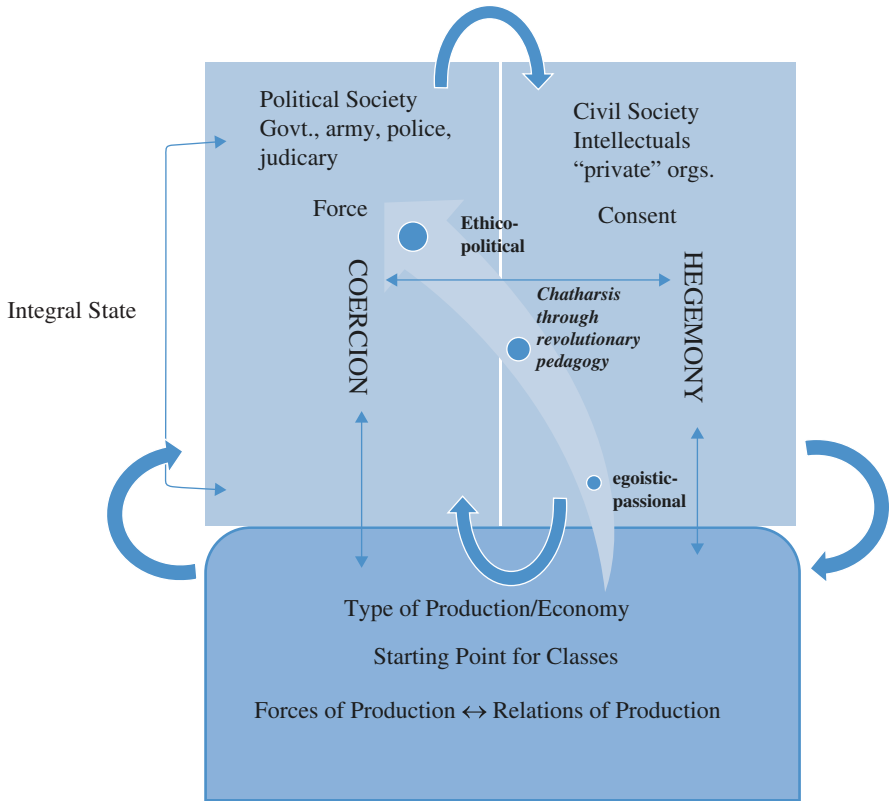 Political Society
Govt., army, police,
judicary
Force
COERCION
Civil Society
Intellectuals
“private” orgs.
Consent
HEGEMONY
Ethico-
political
Chatharsis
through
revolutionary
pedagogy
egoistic-
passional
Integral State
Type of Production/Economy
Starting Point for Classes
Forces of Production ↔ Relations of Production